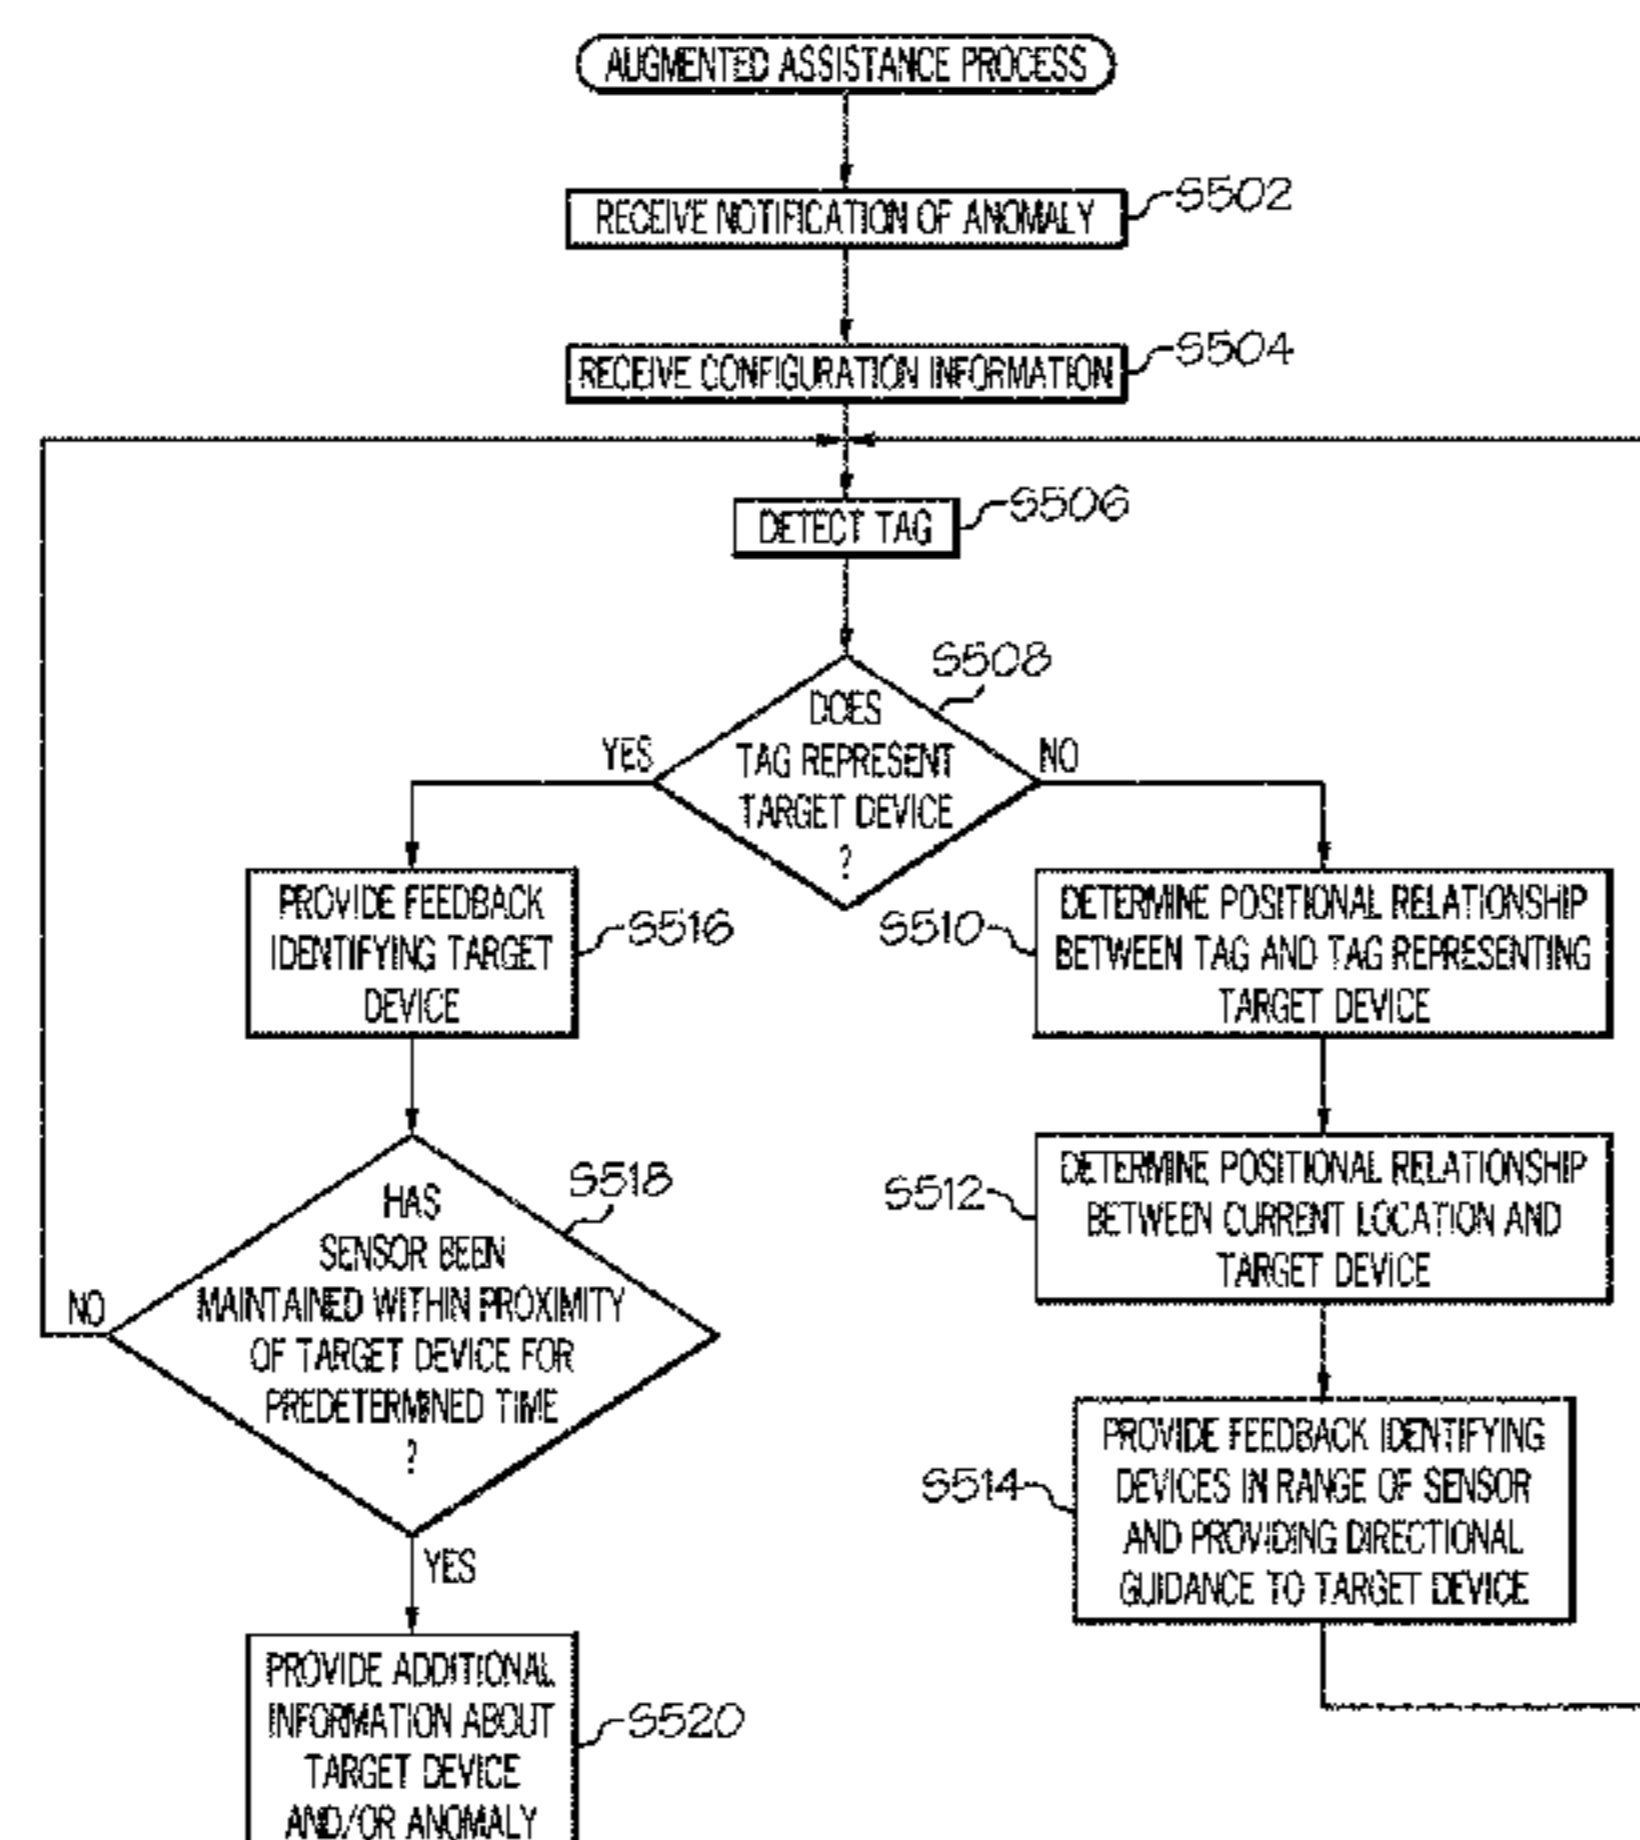 AUGMENTED ASSISTANCE PROCESS
RECEIVE NOTIFICATION OF ANOMALY
S502
RECEIVE CONFIGURATION INFORMATION
S504
DETECT TAG
S506
S508
DOES
TAG REPRESENT
TARGET DEVICE
?
YES
NO
PROVIDE FEEDBACK
IDENTIFYING TARGET
DEVICE
S516
S510
DETERMINE POSITIONAL RELATIONSHIP
BETWEEN TAG AND TAG REPRESENTING
TARGET DEVICE
S518
HAS
SENSOR BEEN
MAINTAINED WITHIN PROXIMITY
OF TARGET DEVICE FOR
PREDETERMINED TIME
?
NO
YES
S512
DETERMINE POSITIONAL RELATIONSHIP
BETWEEN CURRENT LOCATION AND
TARGET DEVICE
S514
PROVIDE FEEDBACK IDENTIFYING
DEVICES IN RANGE OF SENSOR
AND PROVIDING DIRECTIONAL
GUIDANCE TO TARGET DEVICE
PROVIDE ADDITIONAL
INFORMATION ABOUT
TARGET DEVICE
AND/OR ANOMALY
S520